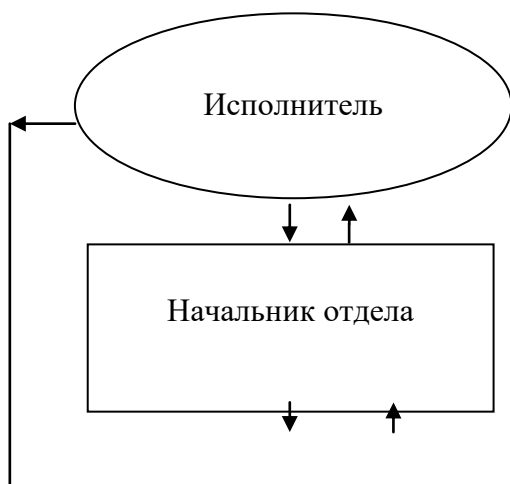 Исполнитель
Начальник отдела